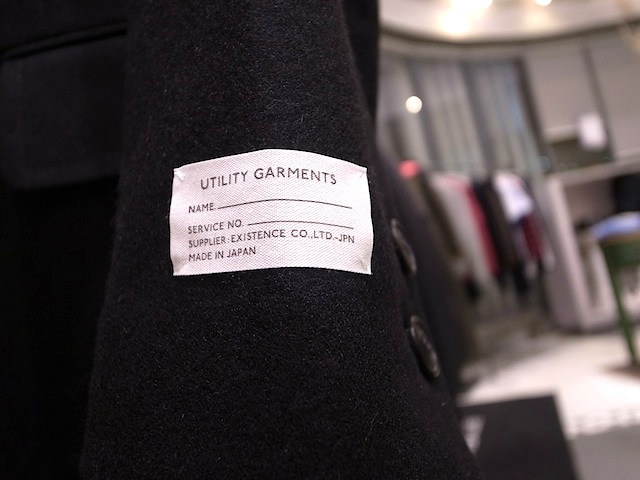 UTILITY GARMENTS
NAME.
SERVICE NO.
SUPPLIER:EXISTENCE CO.,LTD.-JPN
MADE IN JAPAN